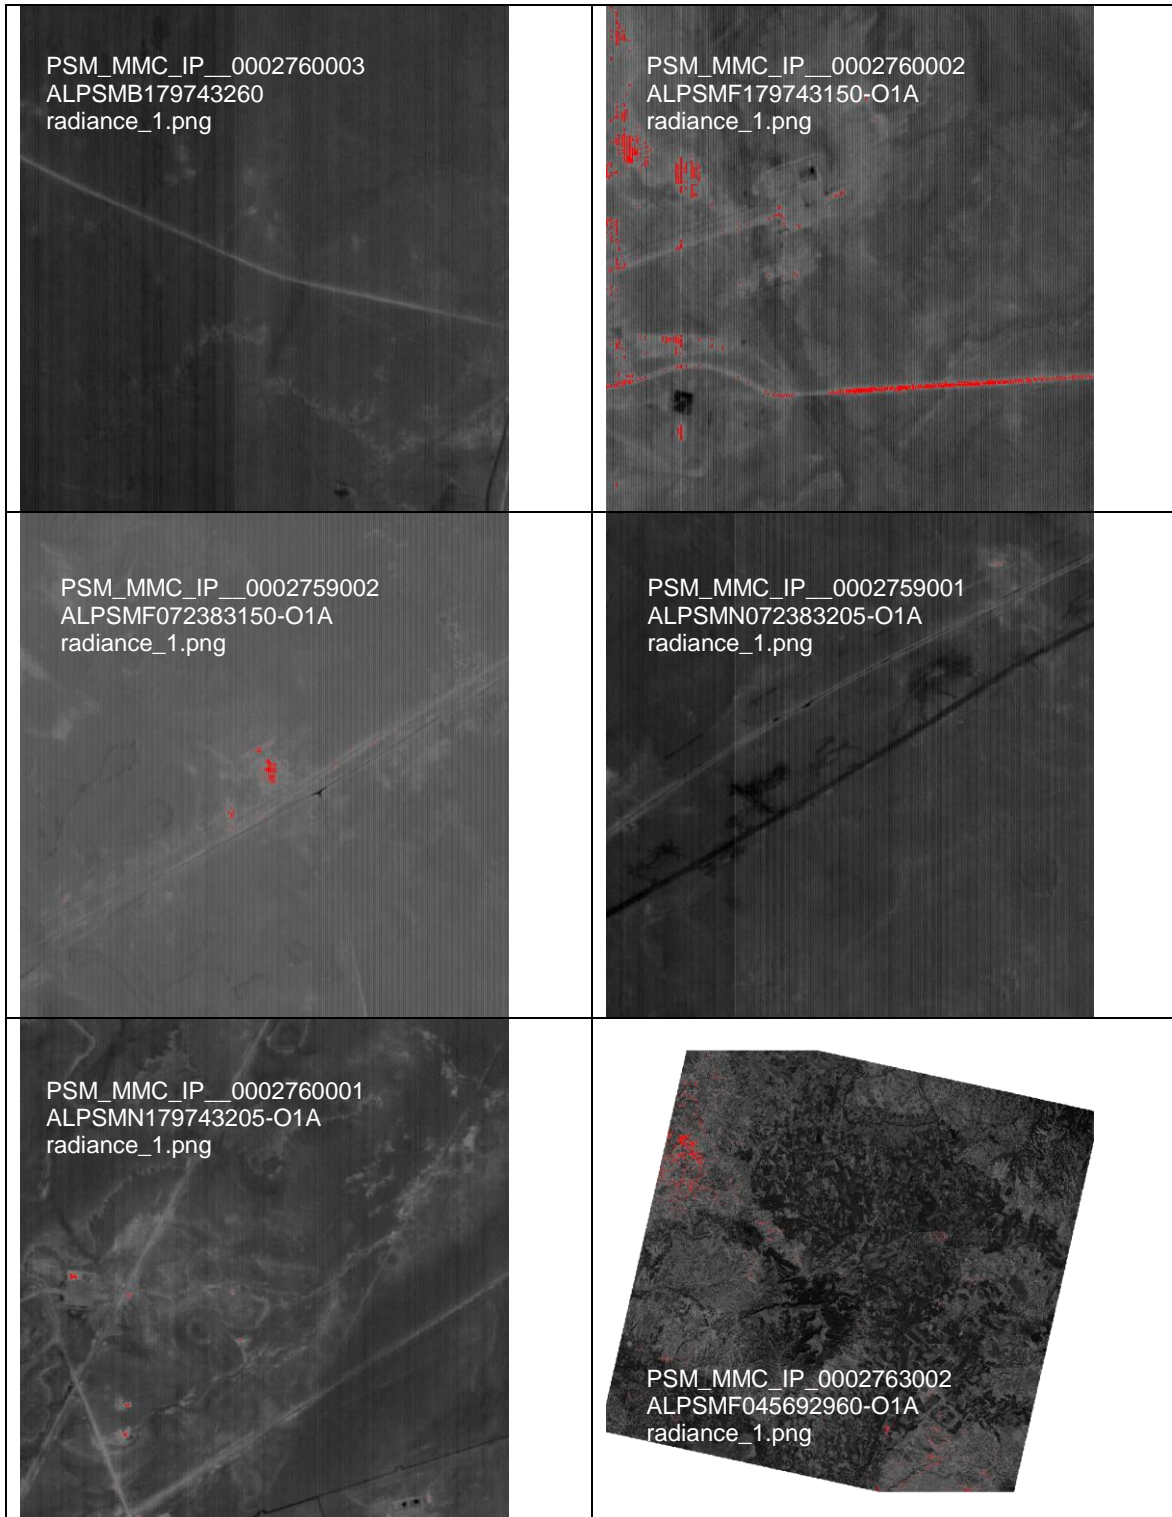 PSM_MMC_IP__0002760003
ALPSMB179743260
radiance_1.png
PSM_MMC_IP__0002760002
ALPSMF179743150-O1A
radiance_1.png
PSM_MMC_IP__0002759002
ALPSMF072383150-O1A
radiance_1.png
PSM_MMC_IP__0002759001
ALPSMN072383205-O1A
radiance_1.png
PSM_MMC_IP__0002760001
ALPSMN179743205-O1A
radiance_1.png
PSM_MMC_IP_0002763002
ALPSMF045692960-O1A
radiance_1.png